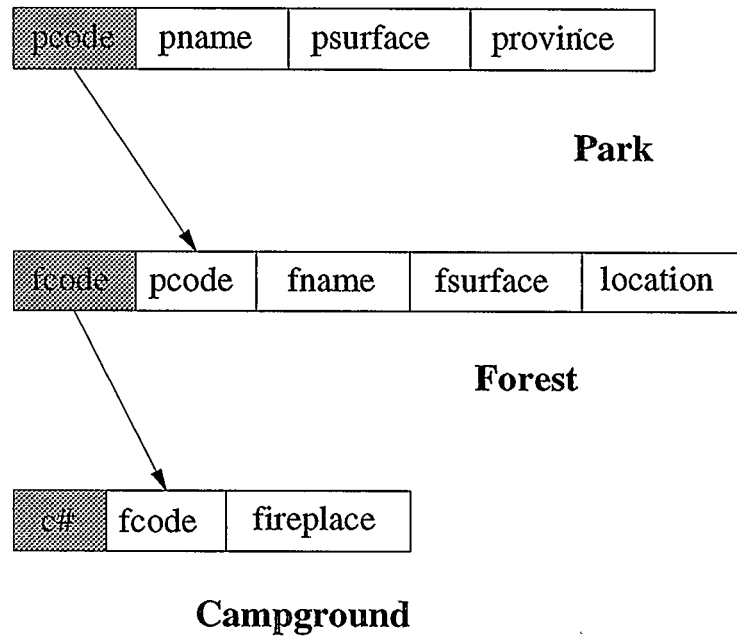 pcode pname psurface province
Park
fcode pcode fname fsurface location
Forest
c# fcode fireplace
Campground